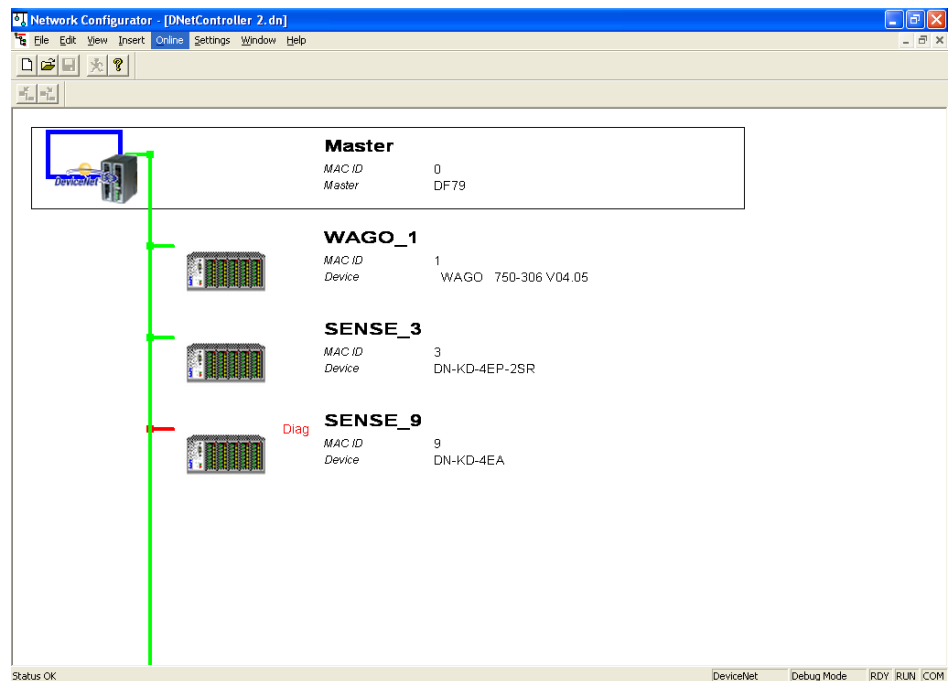 Network Configurator - [DNetController 2.dn]
File Edit View Insert Online Settings Window Help
Master
MAC ID 0
Master DF79
DeviceNet
WAGO_1
MAC ID 1
Device WAGO 750-306 V04.05
SENSE_3
MAC ID 3
Device DN-KD-4EP-2SR
Diag SENSE_9
MAC ID 9
Device DN-KD-4EA
Status OK DeviceNet Debug Mode RDY RUN COM